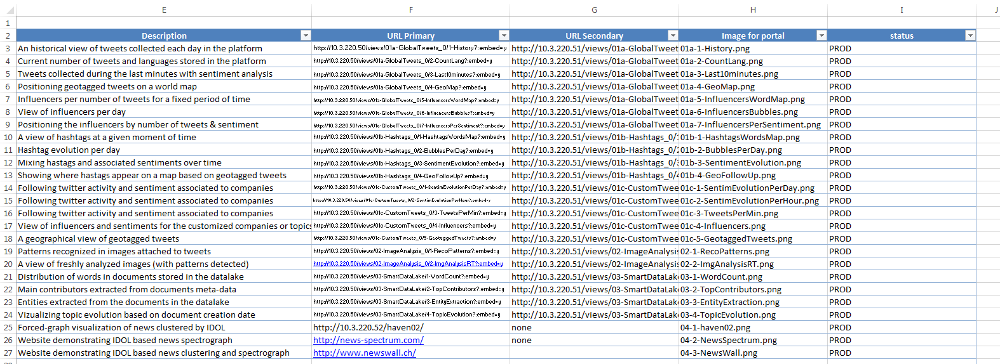 E F G H I J
1
2 Description URL Primary URL Secondary Image for portal status
3 An historical view of tweets collected each day in the platform http://10.3.220.50/views/01a-GlobalTweets_0/1-History?:embed=y http://10.3.220.51/views/01a-GlobalTweet 01a-1-History.png PROD
4 Current number of tweets and languages stored in the platform http://10.3.220.50/views/01a-GlobalTweets_0/2-CountLang?:embed=y http://10.3.220.51/views/01a-GlobalTweet 01a-2-CountLang.png PROD
5 Tweets collected during the last minutes with sentiment analysis http://10.3.220.50/views/01a-GlobalTweets_0/3-Last10minutes?:embed=y http://10.3.220.51/views/01a-GlobalTweet 01a-3-Last10minutes.png PROD
6 Positioning geotagged tweets on a world map http://10.3.220.50/views/01a-GlobalTweets_0/4-GeoMap?:embed=y http://10.3.220.51/views/01a-GlobalTweet 01a-4-GeoMap.png PROD
7 Influencers per number of tweets for a fixed period of time http://10.3.220.50/views/01a-GlobalTweets_0/5-InfluencersWordMap?:embed=y http://10.3.220.51/views/01a-GlobalTweet 01a-5-InfluencersWordMap.png PROD
8 View of influencers per day http://10.3.220.50/views/01a-GlobalTweets_0/6-InfluencersBubbles?:embed=y http://10.3.220.51/views/01a-GlobalTweet 01a-6-InfluencersBubbles.png PROD
9 Positioning the influencers by number of tweets & sentiment http://10.3.220.50/views/01a-GlobalTweets_0/7-InfluencersPerSentiment?:embed=y http://10.3.220.51/views/01a-GlobalTweet 01a-7-InfluencersPerSentiment.png PROD
10 A view of hashtags at a given moment of time http://10.3.220.50/views/01b-Hashtags_0/1-HashtagsWordsMap?:embed=y http://10.3.220.51/views/01b-Hashtags_0/1 01b-1-HashtagsWordsMap.png PROD
11 Hashtag evolution per day http://10.3.220.50/views/01b-Hashtags_0/2-BubblesPerDay?:embed=y http://10.3.220.51/views/01b-Hashtags_0/2 01b-2-BubblesPerDay.png PROD
12 Mixing hastags and associated sentiments over time http://10.3.220.50/views/01b-Hashtags_0/3-SentimentEvolution?:embed=y http://10.3.220.51/views/01b-Hashtags_0/3 01b-3-SentimentEvolution.png PROD
13 Showing where hastags appear on a map based on geotagged tweets http://10.3.220.50/views/01b-Hashtags_0/4-GeoFollowUp?:embed=y http://10.3.220.51/views/01b-Hashtags_0/4 01b-4-GeoFollowUp.png PROD
14 Following twitter activity and sentiment associated to companies http://10.3.220.50/views/01c-CustomTweets_0/1-SentimEvolutionPerDay?:embed=y http://10.3.220.51/views/01c-CustomTwee 01c-1-SentimEvolutionPerDay.png PROD
15 Following twitter activity and sentiment associated to companies http://10.3.220.50/views/01c-CustomTweets_0/2-SentimEvolutionPerHour?:embed=y http://10.3.220.51/views/01c-CustomTwee 01c-2-SentimEvolutionPerHour.png PROD
16 Following twitter activity and sentiment associated to companies http://10.3.220.50/views/01c-CustomTweets_0/3-TweetsPerMin?:embed=y http://10.3.220.51/views/01c-CustomTwee 01c-3-TweetsPerMin.png PROD
17 View of influencers and sentiments for the customized companies or topics http://10.3.220.50/views/01c-CustomTweets_0/4-Influencers?:embed=y http://10.3.220.51/views/01c-CustomTwee 01c-4-Influencers.png PROD
18 A geographical view of geotagged tweets http://10.3.220.50/views/01c-CustomTweets_0/5-GeotaggedTweets?:embed=y http://10.3.220.51/views/01c-CustomTwee 01c-5-GeotaggedTweets.png PROD
19 Patterns recognized in images attached to tweets http://10.3.220.50/views/02-ImageAnalysis_0/1-RecoPatterns?:embed=y http://10.3.220.51/views/02-ImageAnalysis 02-1-RecoPatterns.png PROD
20 A view of freshly analyzed images (with patterns detected) http://10.3.220.50/views/02-ImageAnalysis_0/2-ImgAnalysisRT?:embed=y http://10.3.220.51/views/02-ImageAnalysis 02-2-ImgAnalysisRT.png PROD
21 Distribution of words in documents stored in the datalake http://10.3.220.50/views/03-SmartDataLake/1-WordCount?:embed=y http://10.3.220.51/views/03-SmartDataLak 03-1-WordCount.png PROD
22 Main contributors extracted from documents meta-data http://10.3.220.50/views/03-SmartDataLake/2-TopContributors?:embed=y http://10.3.220.51/views/03-SmartDataLak 03-2-TopContributors.png PROD
23 Entities extracted from the documents in the datalake http://10.3.220.50/views/03-SmartDataLake/3-EntityExtraction?:embed=y http://10.3.220.51/views/03-SmartDataLak 03-3-EntityExtraction.png PROD
24 Vizualizing topic evolution based on document creation date http://10.3.220.50/views/03-SmartDataLake/4-TopicEvolution?:embed=y http://10.3.220.51/views/03-SmartDataLak 03-4-TopicEvolution.png PROD
25 Forced-graph visualization of news clustered by IDOL http://10.3.220.52/haven02/ none 04-1-haven02.png PROD
26 Website demonstrating IDOL based news spectrograph http://news-spectrum.com/ none 04-2-NewsSpectrum.png PROD
27 Website demonstrating IDOL based news clustering and spectrograph http://www.newswall.ch/ 04-3-NewsWall.png PROD